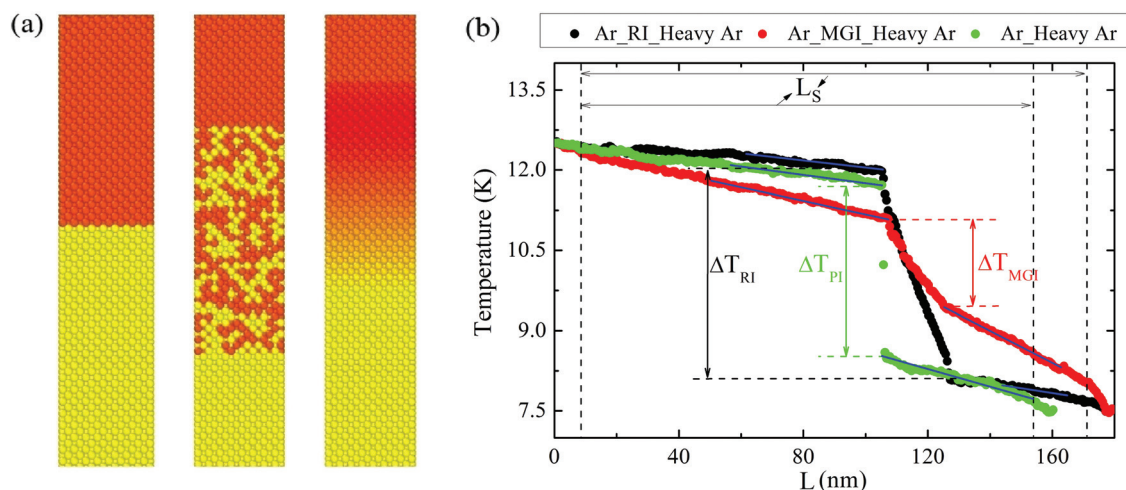 (a)
(b)
Ar_RI_Heavy Ar Ar_MGI_Heavy Ar Ar_Heavy Ar
13.5
12.0
10.5
9.0
7.5
Temperature (K)
L_S
ΔT_RI
ΔT_PI
ΔT_MGI
0 40 80 120 160
L (nm)